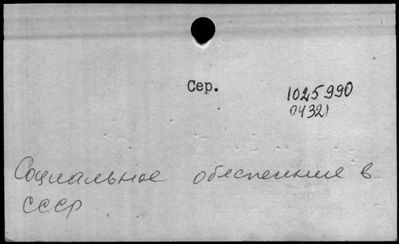 Сер.
1025990
04321
Социальное обеспечение в
СССР